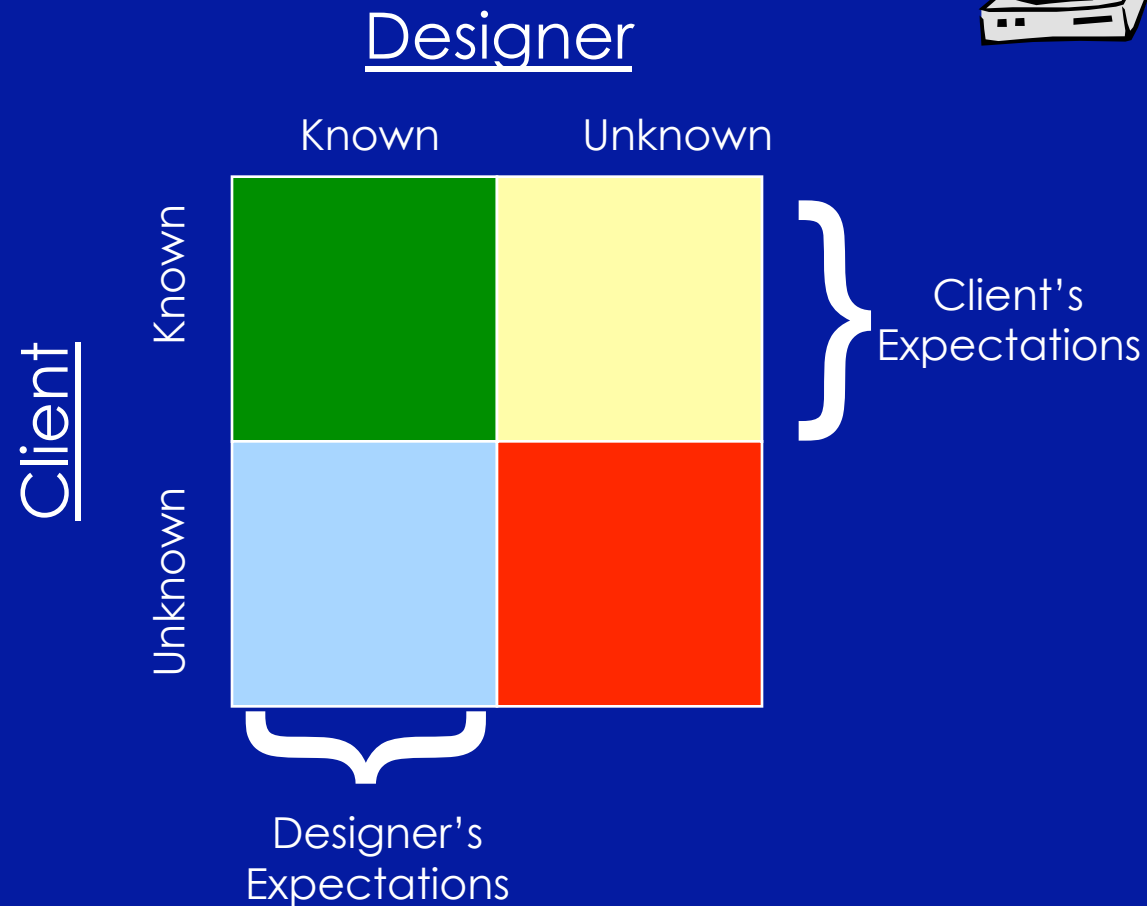 Designer
Known Unknown
Known
Client
Unknown
Client’s
Expectations
Designer’s
Expectations